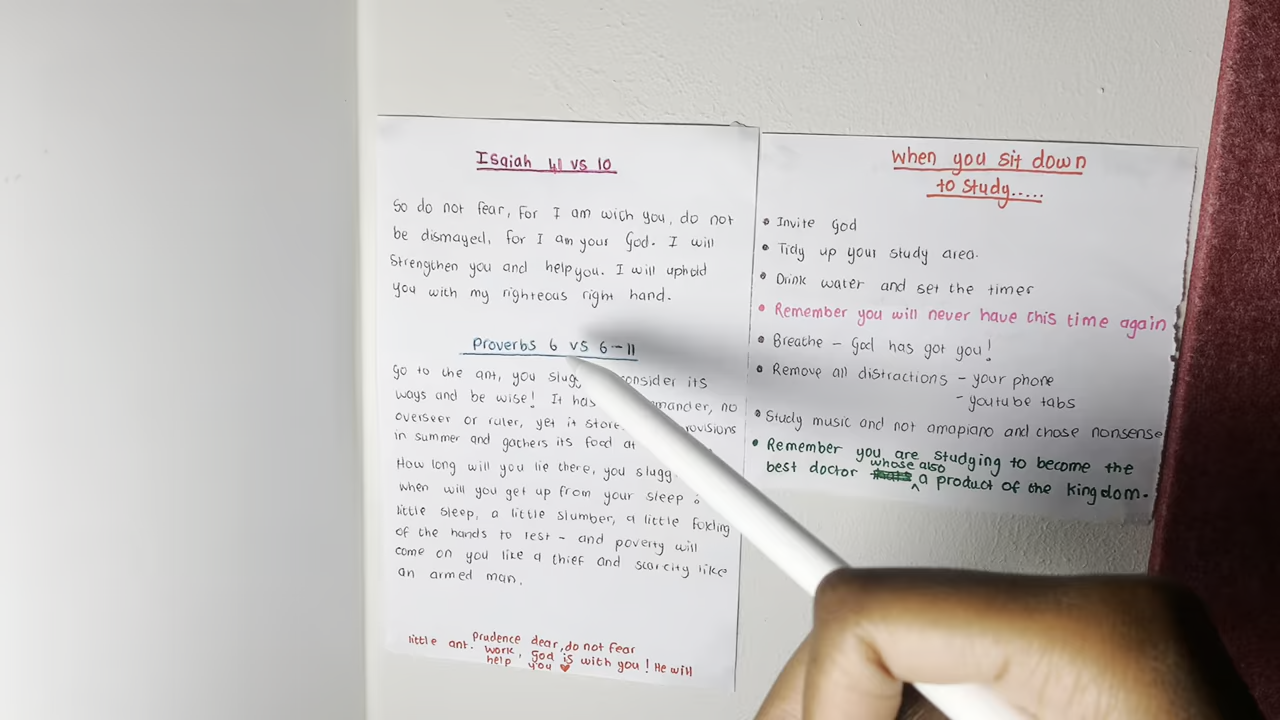 Isaiah 41 vs 10
So do not fear, for I am with you, do not
be dismayed, for I am your God. I will
strengthen you and help you. I will uphold
you with my righteous right hand.
Proverbs 6 vs 6-11
Go to the ant, you consider its
ways and be wise! It has no
overseer or ruler, yet it
in summer and gathers its food
How long will you lie there, you
when will you get up from your sleep?
little sleep, a little slumber, a little folding
of the hands to rest - and poverty will
come on you like a thief and scarcity like
an armed man.
Prudence dear, do not fear
little ant. work, God is with you! He will
help you ♥
When you sit down
to study.....
• Invite God
• Tidy up your study area.
• Drink water and set the timer
• Remember you will never have this time again
• Breathe - God has got you!
• Remove all distractions - your phone
- youtube tabs
• Study music and not amapiano and chose nonsense
• Remember you are studying to become the
best doctor whose also a product of the kingdom.